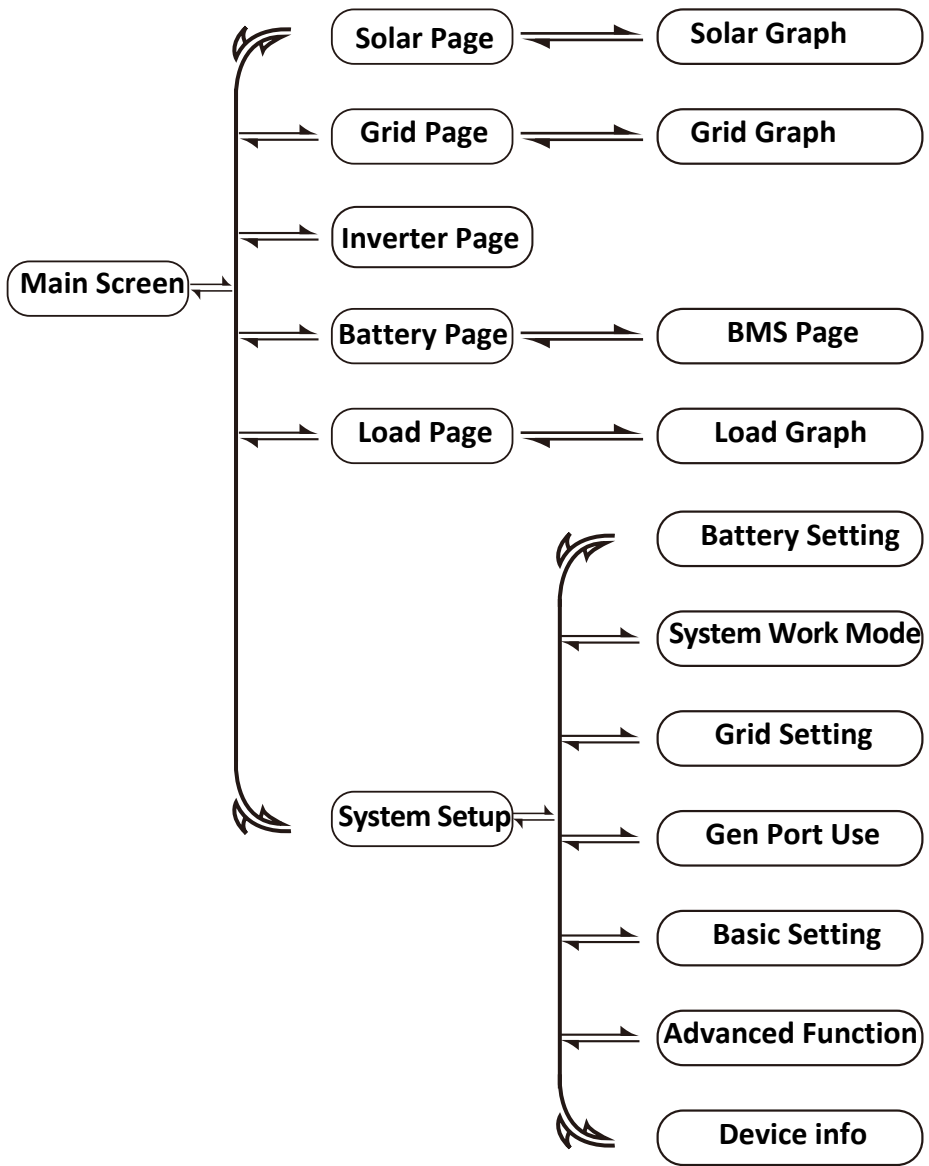 Solar Page
Solar Graph
Grid Page
Grid Graph
Inverter Page
Main Screen
Battery Page
BMS Page
Load Page
Load Graph
Battery Setting
System Work Mode
Grid Setting
System Setup
Gen Port Use
Basic Setting
Advanced Function
Device info